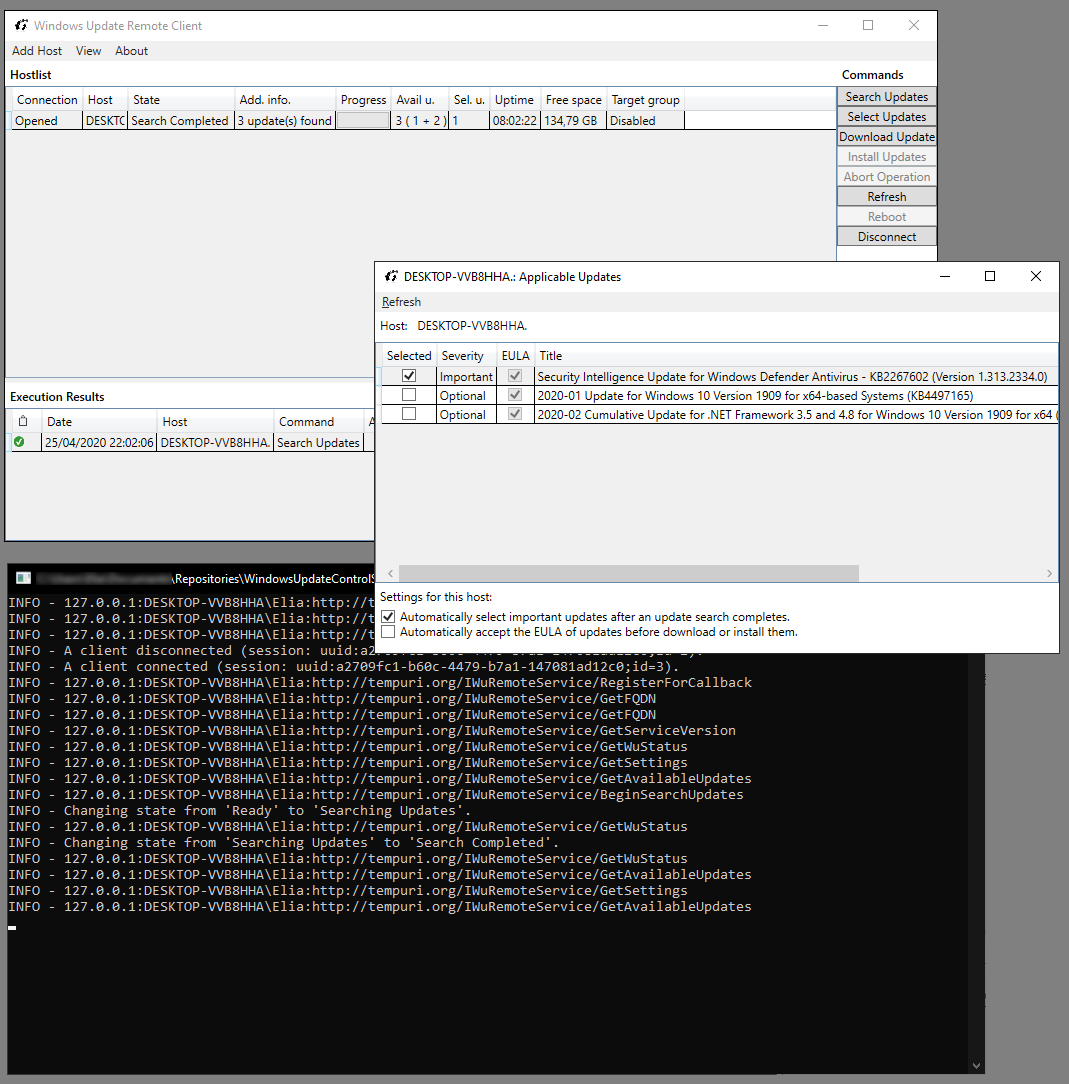 Windows Update Remote Client
Add Host View About
Hostlist
Commands
Connection Host State Add. info. Progress Avail u. Sel. u. Uptime Free space Target group
Opened DESKTC Search Completed 3 update(s) found 3 ( 1 + 2 ) 1 08:02:22 134,79 GB Disabled
Search Updates
Select Updates
Download Update
Install Updates
Abort Operation
Refresh
Reboot
Disconnect
DESKTOP-VVB8HHA.: Applicable Updates
Refresh
Host: DESKTOP-VVB8HHA.
Selected Severity EULA Title
Important Security Intelligence Update for Windows Defender Antivirus - KB2267602 (Version 1.313.2334.0)
Optional 2020-01 Update for Windows 10 Version 1909 for x64-based Systems (KB4497165)
Optional 2020-02 Cumulative Update for .NET Framework 3.5 and 4.8 for Windows 10 Version 1909 for x64 (
Settings for this host:
Automatically select important updates after an update search completes.
Automatically accept the EULA of updates before download or install them.
Execution Results
Date Host Command A
25/04/2020 22:02:06 DESKTOP-VVB8HHA. Search Updates
\Repositories\WindowsUpdateControlS
INFO - 127.0.0.1:DESKTOP-VVB8HHA\Elia:http://t
INFO - 127.0.0.1:DESKTOP-VVB8HHA\Elia:http://t
INFO - 127.0.0.1:DESKTOP-VVB8HHA\Elia:http://t
INFO - A client disconnected (session: uuid:
INFO - A client connected (session: uuid:a2709fc1-b60c-4479-b7a1-147081ad12c0;id=3).
INFO - 127.0.0.1:DESKTOP-VVB8HHA\Elia:http://tempuri.org/IWuRemoteService/RegisterForCallback
INFO - 127.0.0.1:DESKTOP-VVB8HHA\Elia:http://tempuri.org/IWuRemoteService/GetFQDN
INFO - 127.0.0.1:DESKTOP-VVB8HHA\Elia:http://tempuri.org/IWuRemoteService/GetFQDN
INFO - 127.0.0.1:DESKTOP-VVB8HHA\Elia:http://tempuri.org/IWuRemoteService/GetServiceVersion
INFO - 127.0.0.1:DESKTOP-VVB8HHA\Elia:http://tempuri.org/IWuRemoteService/GetWuStatus
INFO - 127.0.0.1:DESKTOP-VVB8HHA\Elia:http://tempuri.org/IWuRemoteService/GetSettings
INFO - 127.0.0.1:DESKTOP-VVB8HHA\Elia:http://tempuri.org/IWuRemoteService/GetAvailableUpdates
INFO - 127.0.0.1:DESKTOP-VVB8HHA\Elia:http://tempuri.org/IWuRemoteService/BeginSearchUpdates
INFO - Changing state from 'Ready' to 'Searching Updates'.
INFO - 127.0.0.1:DESKTOP-VVB8HHA\Elia:http://tempuri.org/IWuRemoteService/GetWuStatus
INFO - Changing state from 'Searching Updates' to 'Search Completed'.
INFO - 127.0.0.1:DESKTOP-VVB8HHA\Elia:http://tempuri.org/IWuRemoteService/GetWuStatus
INFO - 127.0.0.1:DESKTOP-VVB8HHA\Elia:http://tempuri.org/IWuRemoteService/GetAvailableUpdates
INFO - 127.0.0.1:DESKTOP-VVB8HHA\Elia:http://tempuri.org/IWuRemoteService/GetSettings
INFO - 127.0.0.1:DESKTOP-VVB8HHA\Elia:http://tempuri.org/IWuRemoteService/GetAvailableUpdates